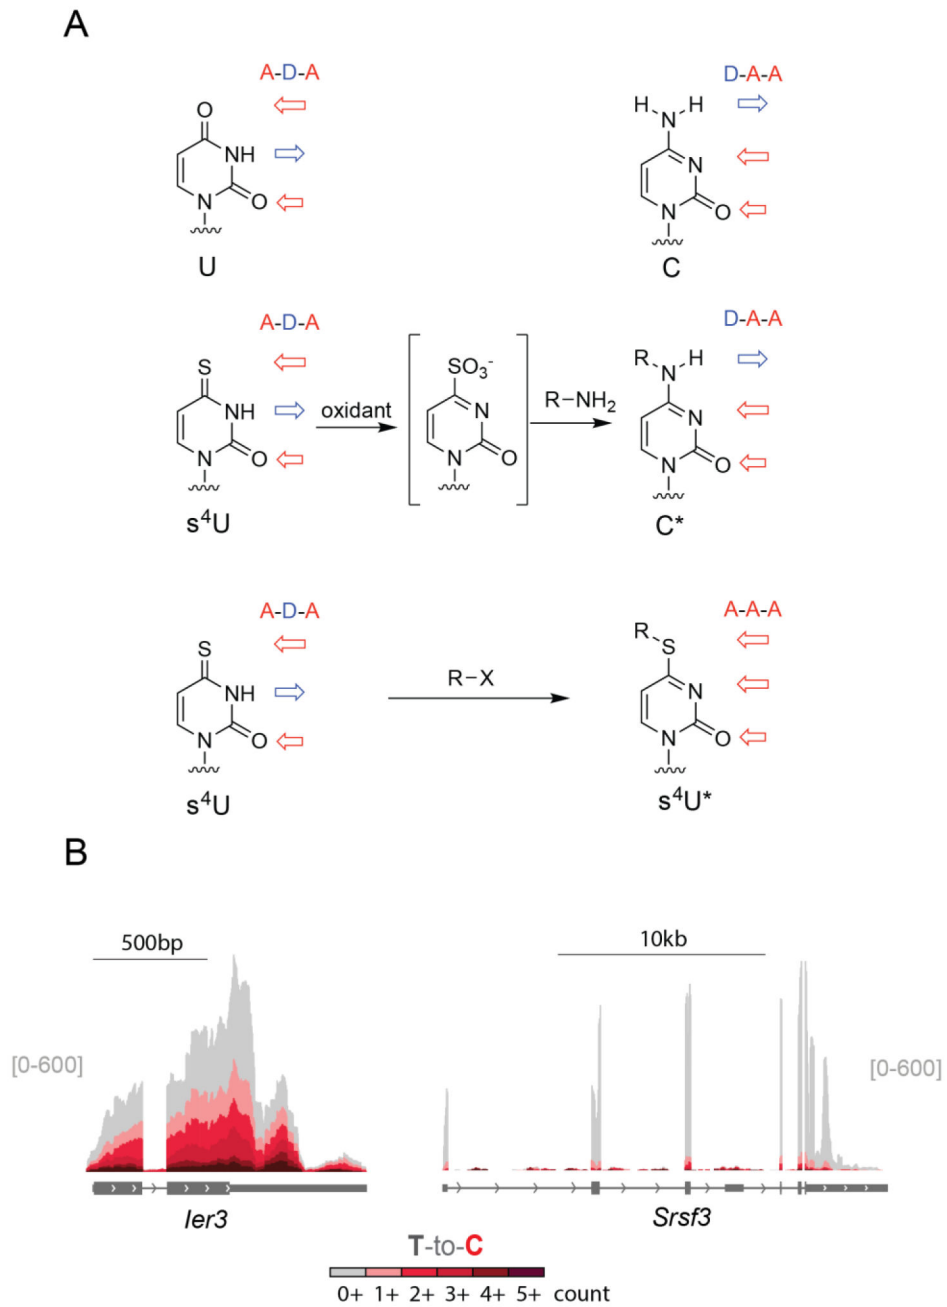 A
A-D-A
D-A-A
O
NH
N
O
U
H
N
H
N
N
O
C
A-D-A
D-A-A
S
NH
N
O
s⁴U
oxidant
SO₃⁻
N
N
O
R-NH₂
R
N
H
N
N
O
C*
A-D-A
A-A-A
S
NH
N
O
s⁴U
R-X
R
S
N
N
O
s⁴U*
B
500bp
10kb
[0-600]
[0-600]
Ier3
Srsf3
T-to-C
0+ 1+ 2+ 3+ 4+ 5+ count